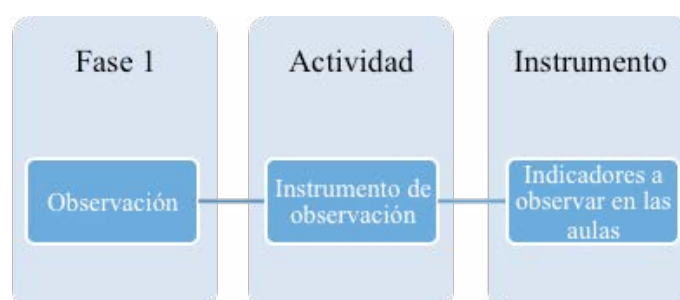 Fase 1
Actividad
Instrumento
Observación
Instrumento de
observación
Indicadores a
observar en las
aulas